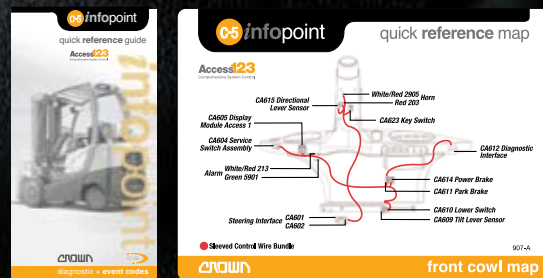 C-5 infopoint
quick reference guide
Access123
Comprehensive System Control
infopoint
CROWN
diagnostic + event codes
C-5 infopoint
quick reference map
Access123
Comprehensive System Control
White/Red 2905 Horn
Red 203
CA615 Directional
Lever Sensor
CA623 Key Switch
CA605 Display
Module Access 1
CA604 Service
Switch Assembly
CA612 Diagnostic
Interface
White/Red 213
Alarm Green 5901
CA614 Power Brake
CA611 Park Brake
CA610 Lower Switch
CA609 Tilt Lever Sensor
Steering Interface CA601
CA602
Sleeved Control Wire Bundle
907-A
CROWN
front cowl map